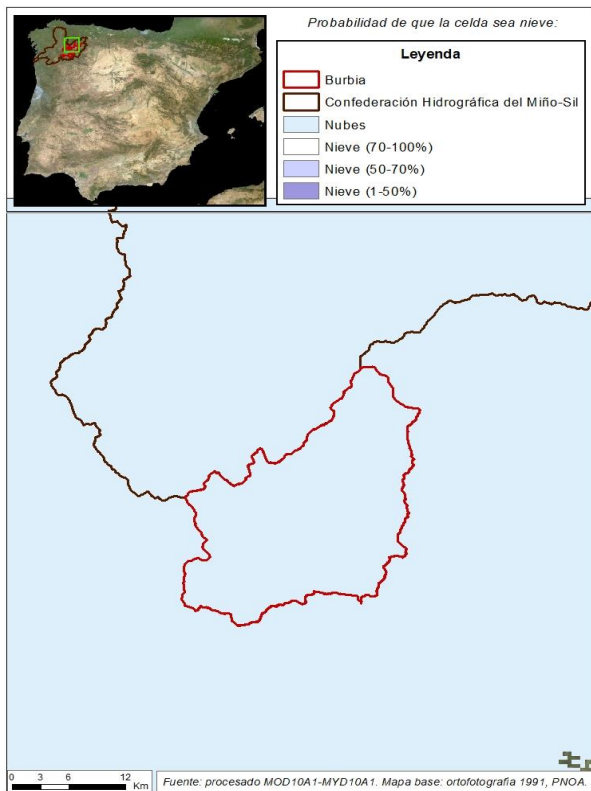 Probabilidad de que la celda sea nieve:
Leyenda
Burbia
Confederación Hidrográfica del Miño-Sil
Nubes
Nieve (70-100%)
Nieve (50-70%)
Nieve (1-50%)
0 3 6 12
Km
Fuente: procesado MOD10A1-MYD10A1. Mapa base: ortofotografía 1991, PNOA.